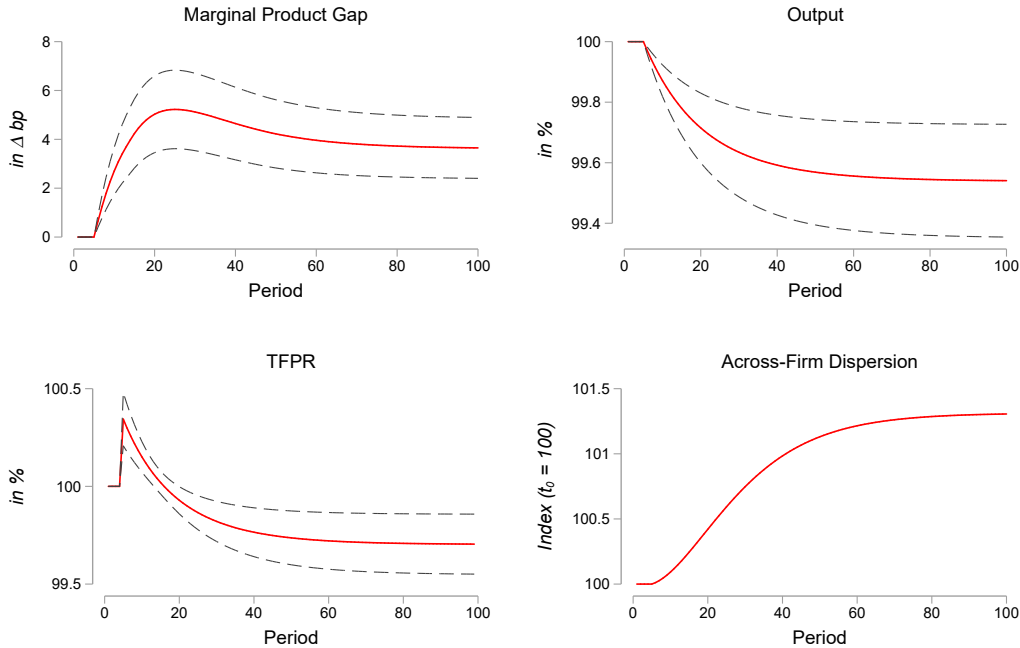 Marginal Product Gap
in Δ bp
8
6
4
2
0
0 20 40 60 80 100
Period
Output
in %
100
99.8
99.6
99.4
0 20 40 60 80 100
Period
TFPR
in %
100.5
100
99.5
0 20 40 60 80 100
Period
Across-Firm Dispersion
Index (t₀ = 100)
101.5
101
100.5
100
0 20 40 60 80 100
Period